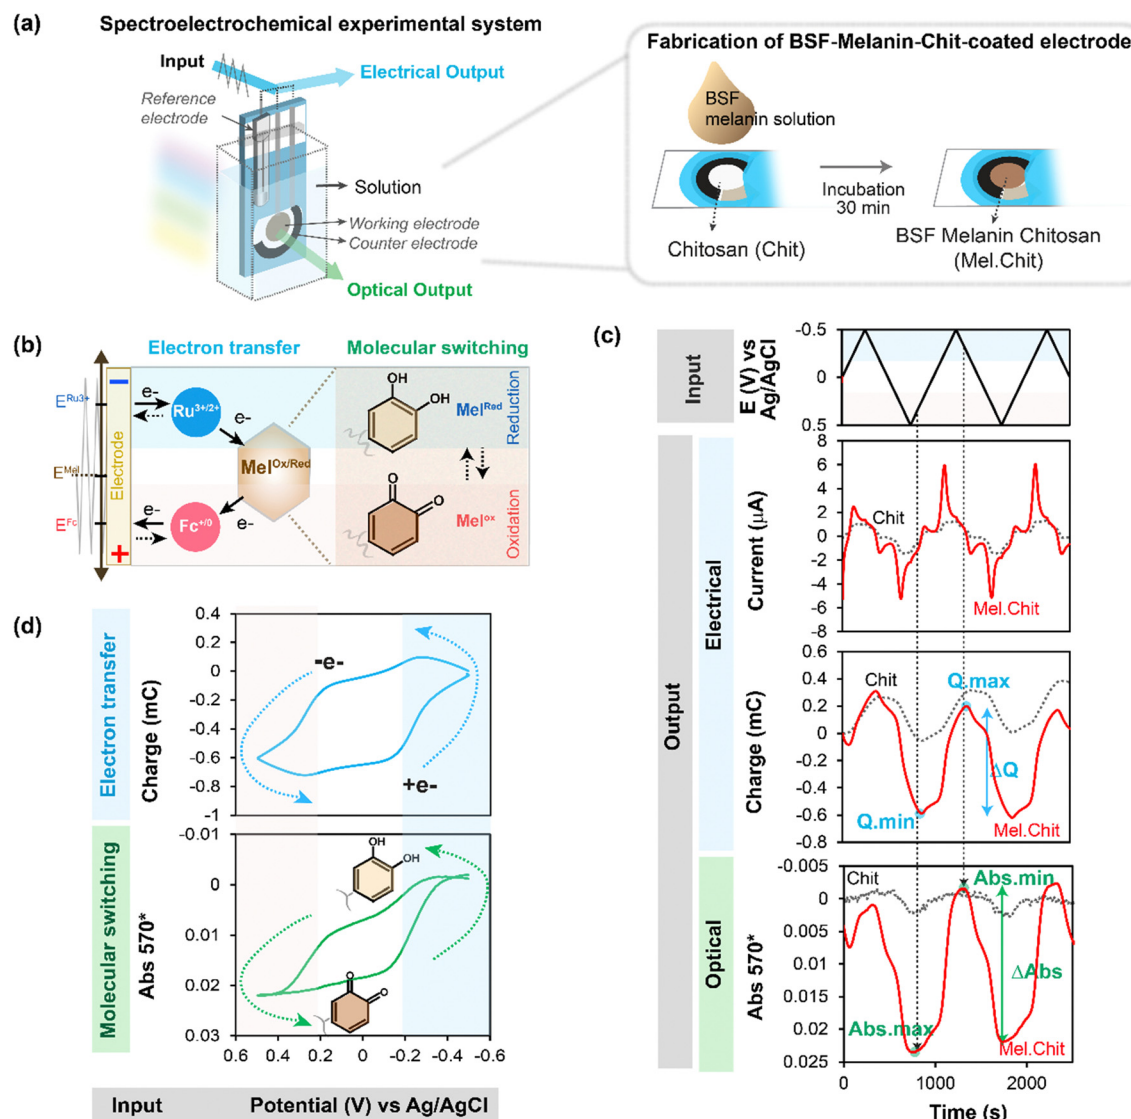 (a)
Spectroelectrochemical experimental system
Input
Electrical Output
Reference
electrode
Solution
Working electrode
Counter electrode
Optical Output
Fabrication of BSF-Melanin-Chit-coated electrode
BSF
melanin solution
Incubation
30 min
Chitosan (Chit)
BSF Melanin Chitosan
(Mel.Chit)
(b)
Electron transfer
Molecular switching
E^Ru3+
E^Mel
E^Fc
Electrode
−
+
e-
Ru^3+/2+
e-
Mel^Ox/Red
e-
Fc^+/0
e-
OH
OH
Mel^Red
Reduction
O
O
Mel^ox
Oxidation
(c)
Input
E (V) vs
Ag/AgCl
-0.5
0
0.5
Output
Electrical
Current (µA)
8
6
4
2
0
-2
-4
-6
-8
Chit
Mel.Chit
Charge (mC)
0.6
0.4
0.2
0
-0.2
-0.4
-0.6
-0.8
Chit
Q.max
ΔQ
Q.min
Mel.Chit
Optical
Abs 570*
-0.005
0
0.005
0.01
0.015
0.02
0.025
Chit
Abs.min
ΔAbs
Abs.max
Mel.Chit
0
1000
2000
Time (s)
(d)
Electron transfer
Charge (mC)
0.4
0.2
0
-0.2
-0.4
-0.6
-0.8
-1
-e-
+e-
Molecular switching
Abs 570*
-0.01
0
0.01
0.02
0.03
OH
OH
O
O
0.6
0.4
0.2
0
-0.2
-0.4
-0.6
Input
Potential (V) vs Ag/AgCl